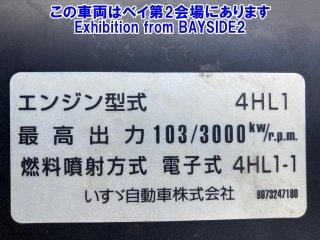 この車両はベイ第2会場にあります
Exhibition from BAYSIDE2
エンジン型式 4HL1
最高出力 103/3000 kw/r.p.m.
燃料噴射方式 電子式 4HL1-1
いすゞ自動車株式会社 8973247180